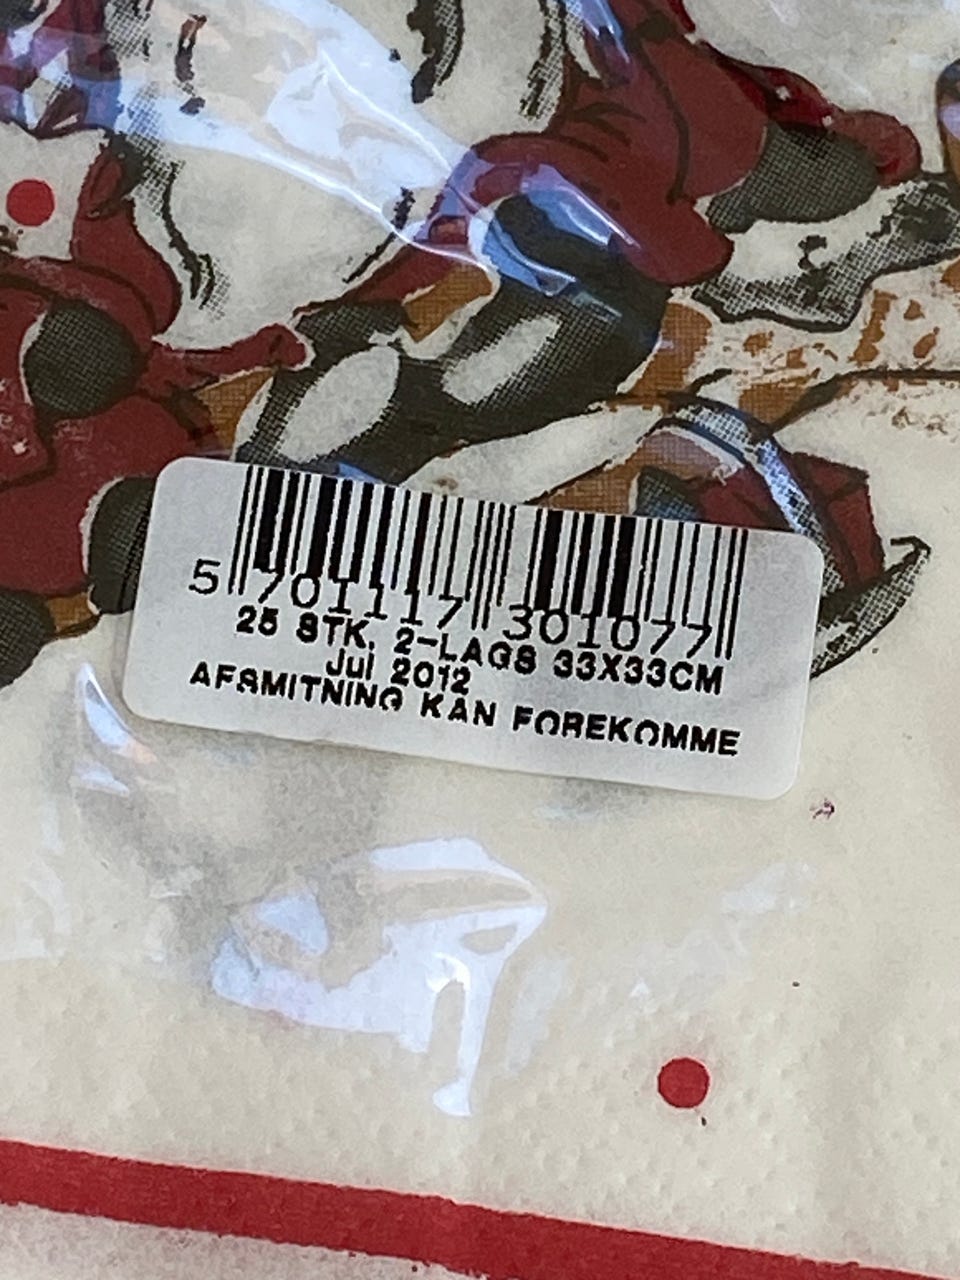 5 701117 301077
25 STK. 2-LAGS 33X33CM
Jul 2012
AFSMITNING KAN FOREKOMME